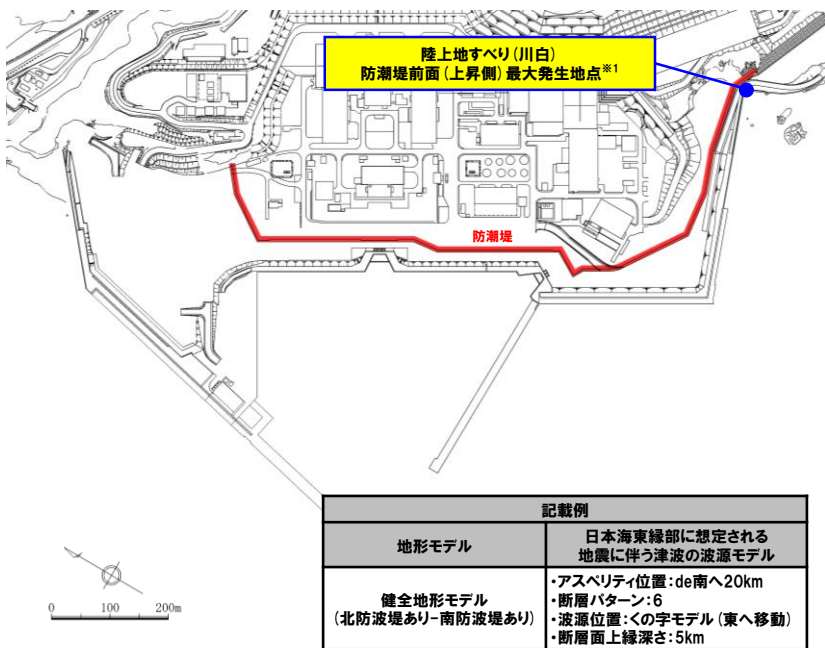 陸上地すべり(川白)
防潮堤前面(上昇側)最大発生地点※1
防潮堤
0 100 200m
記載例
地形モデル
日本海東縁部に想定される
地震に伴う津波の波源モデル
健全地形モデル
(北防波堤あり-南防波堤あり)
・アスペリティ位置:de南へ20km
・断層パターン:6
・波源位置:くの字モデル(東へ移動)
・断層面上縁深さ:5km